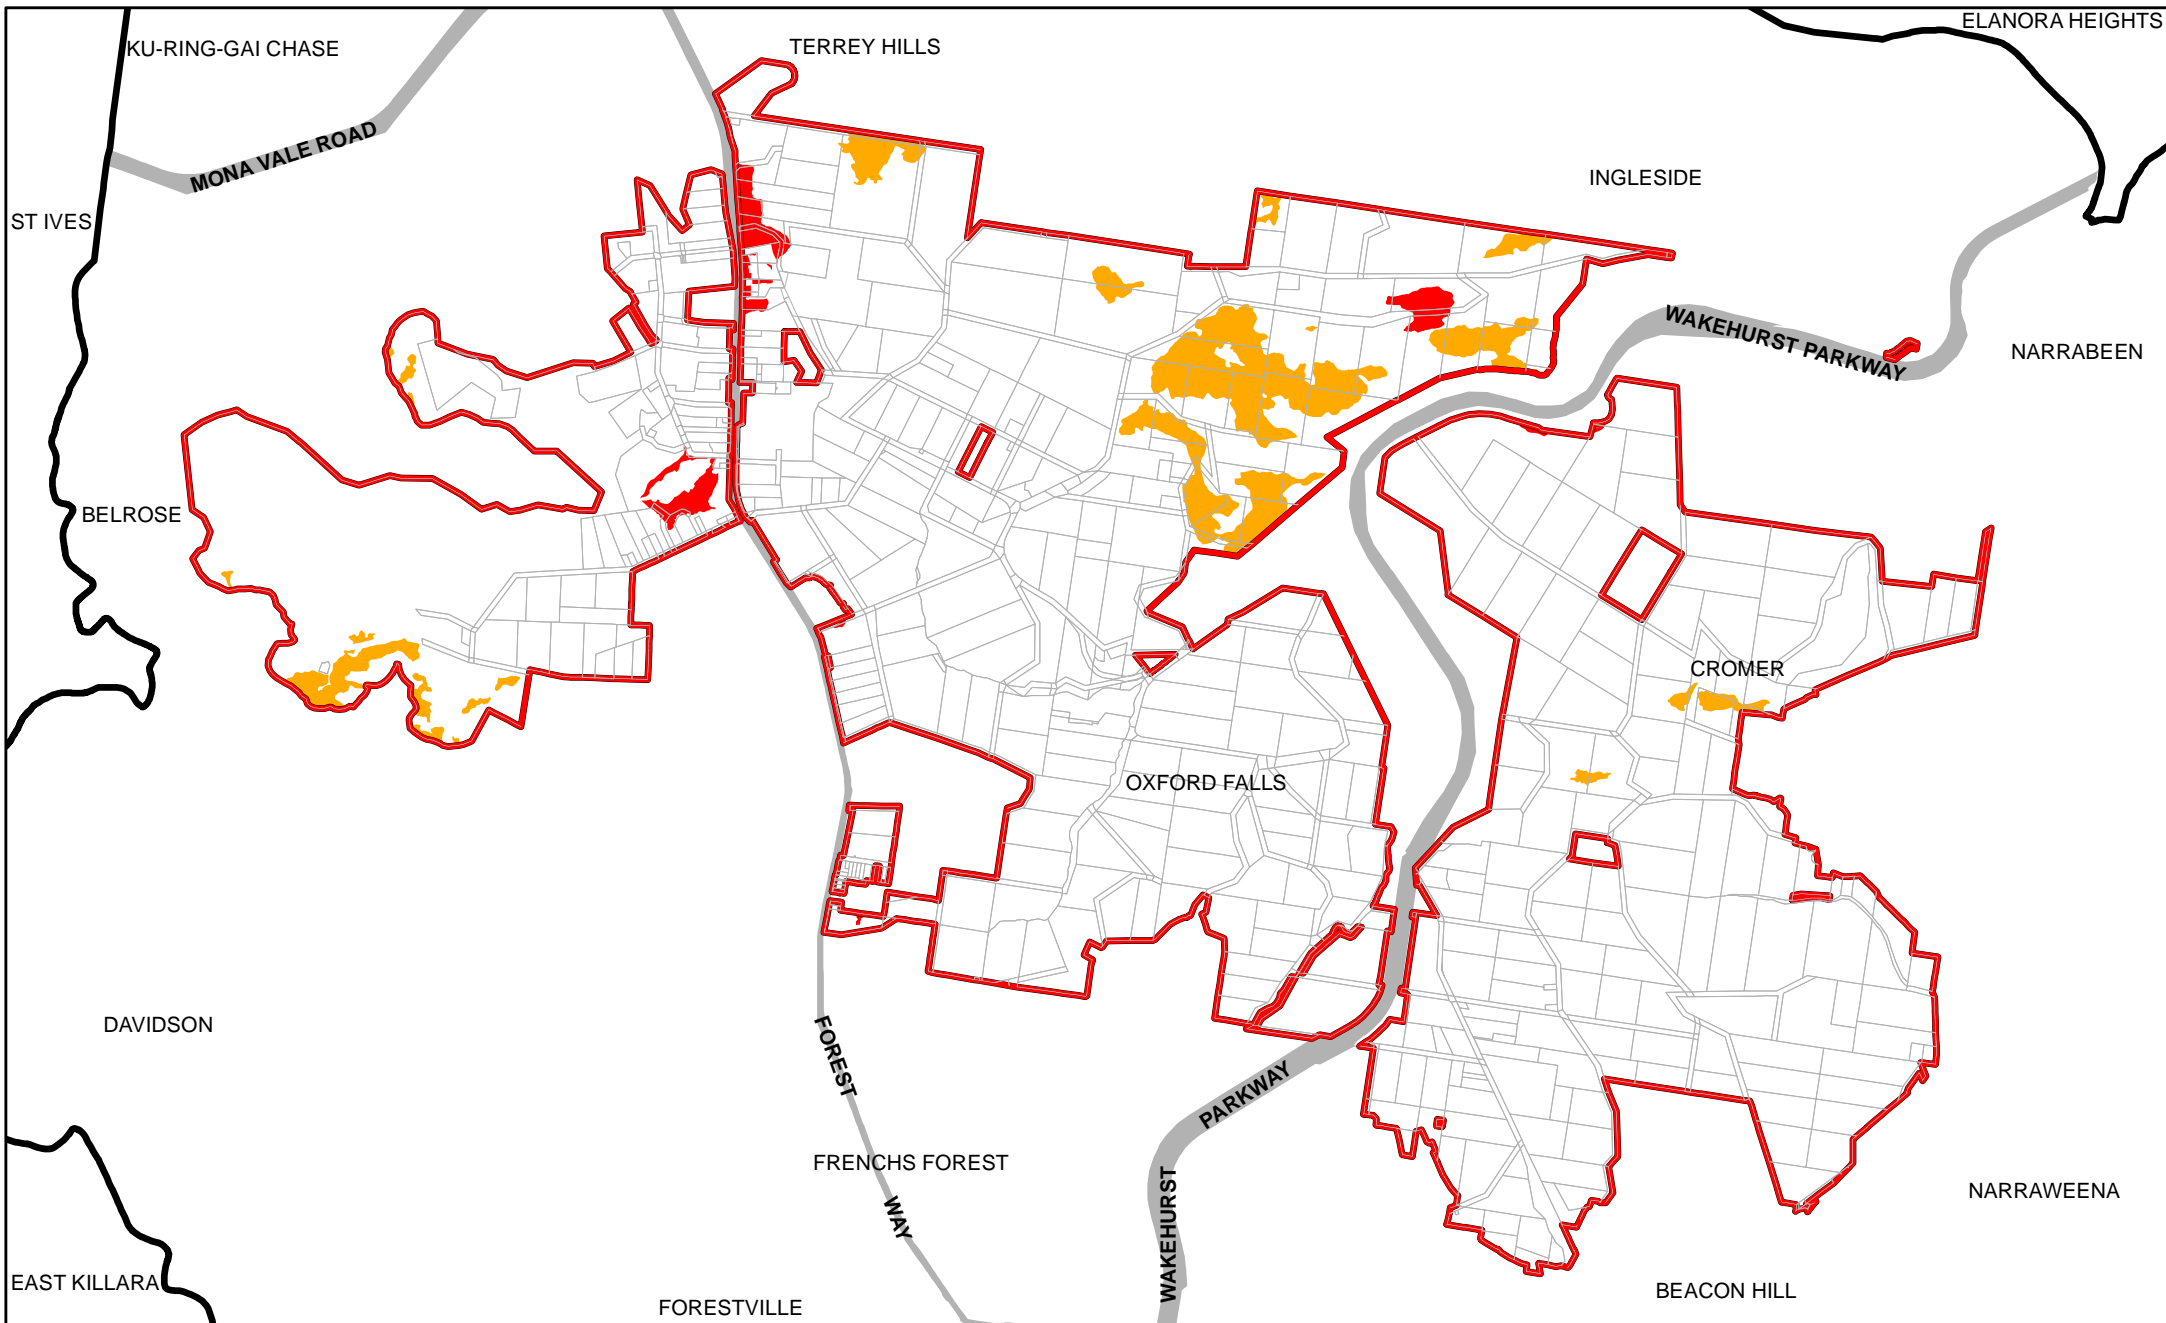 ELANORA HEIGHTS
KU-RING-GAI CHASE
TERREY HILLS
MONA VALE ROAD
INGLESIDE
ST IVES
WAKEHURST PARKWAY
NARRABEEN
BELROSE
CROMER
OXFORD FALLS
DAVIDSON
FOREST
PARKWAY
FRENCHS FOREST
NARRAWEENA
WAY
WAKEHURST
EAST KILLARA
BEACON HILL
FORESTVILLE